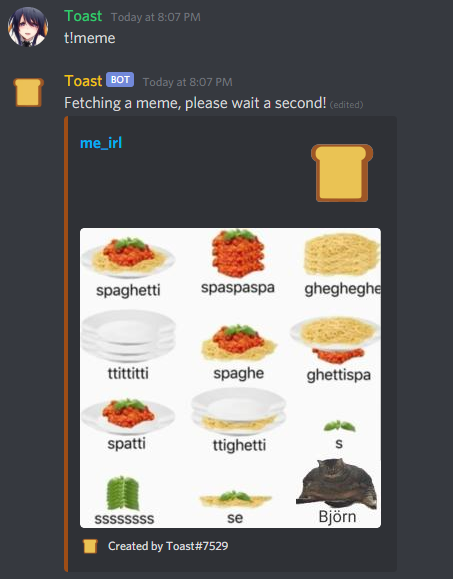 Toast Today at 8:07 PM
t!meme
Toast BOT Today at 8:07 PM
Fetching a meme, please wait a second! (edited)
me_irl
spaghetti spaspaspa ghegheghe
ttittitti spaghe ghettispa
spatti ttighetti s
ssssssss se Björn
Created by Toast#7529